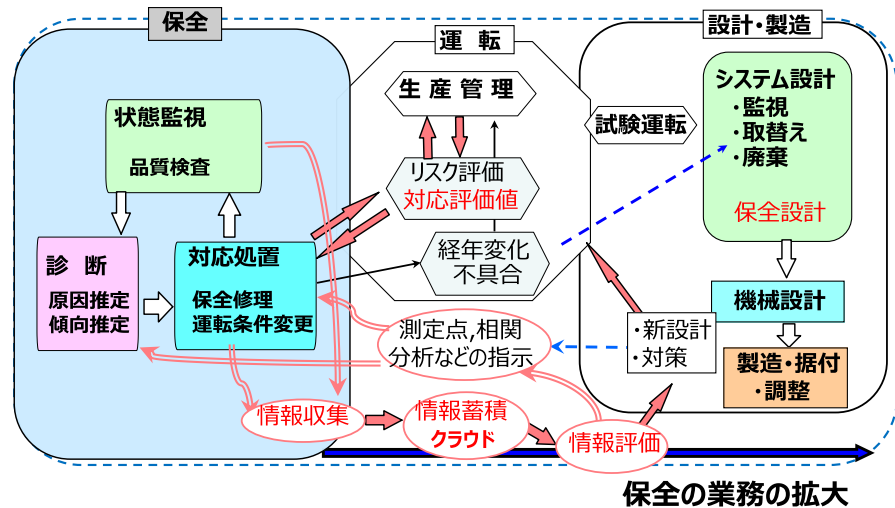 保全
状態監視
品質検査
診 断
原因推定
傾向推定
対応処置
保全修理
運転条件変更
運 転
生 産 管 理
リスク評価
対応評価値
経年変化
不具合
測定点,相関
分析などの指示
試験運転
設計・製造
システム設計
・監視
・取替え
・廃棄
保全設計
機械設計
製造・据付
・調整
・新設計
・対策
情報収集
情報蓄積
クラウド
情報評価
保全の業務の拡大